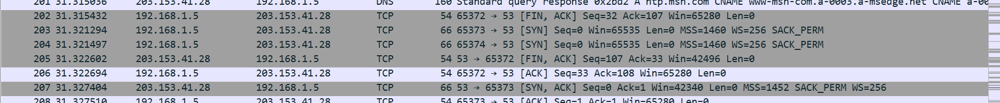 201 31.315036 203.153.41.28 192.168.1.5 DNS 160 Standard query response 0x2bd2 A ntp.msn.com CNAME www-msn-com.a-0003.a-msedge.net CNAME
202 31.315432 192.168.1.5 203.153.41.28 TCP 54 65372 → 53 [FIN, ACK] Seq=32 Ack=107 Win=65280 Len=0
203 31.321294 192.168.1.5 203.153.41.28 TCP 66 65373 → 53 [SYN] Seq=0 Win=65535 Len=0 MSS=1460 WS=256 SACK_PERM
204 31.321497 192.168.1.5 203.153.41.28 TCP 66 65374 → 53 [SYN] Seq=0 Win=65535 Len=0 MSS=1460 WS=256 SACK_PERM
205 31.322602 203.153.41.28 192.168.1.5 TCP 54 53 → 65372 [FIN, ACK] Seq=107 Ack=33 Win=42496 Len=0
206 31.322694 192.168.1.5 203.153.41.28 TCP 54 65372 → 53 [ACK] Seq=33 Ack=108 Win=65280 Len=0
207 31.327404 203.153.41.28 192.168.1.5 TCP 66 53 → 65373 [SYN, ACK] Seq=0 Ack=1 Win=42340 Len=0 MSS=1452 SACK_PERM WS=256
208 31.327510 192.168.1.5 203.153.41.28 TCP 54 65373 → 53 [ACK] Seq=1 Ack=1 Win=65280 Len=0